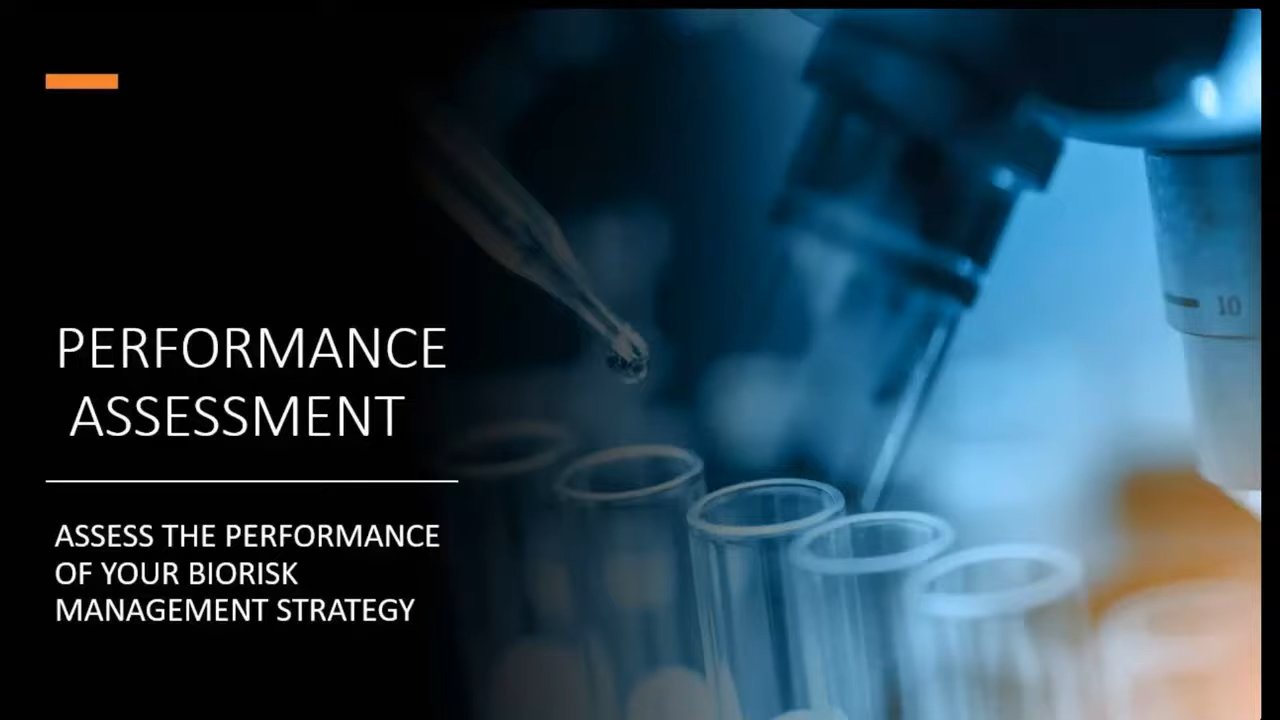 PERFORMANCE
ASSESSMENT
ASSESS THE PERFORMANCE
OF YOUR BIORISK
MANAGEMENT STRATEGY
10